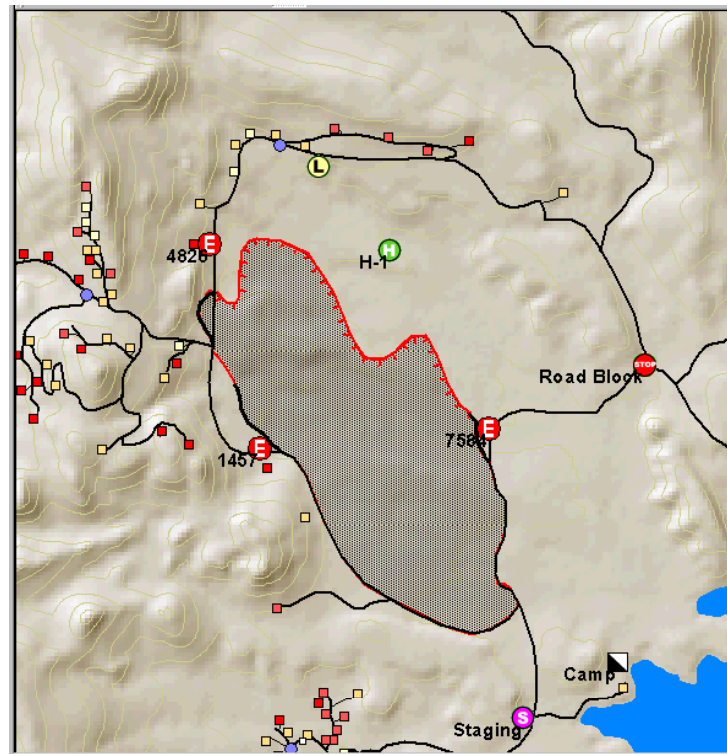 L
E
4826
H
H-1
STOP
Road Block
E
7584
E
1457
Camp
S
Staging